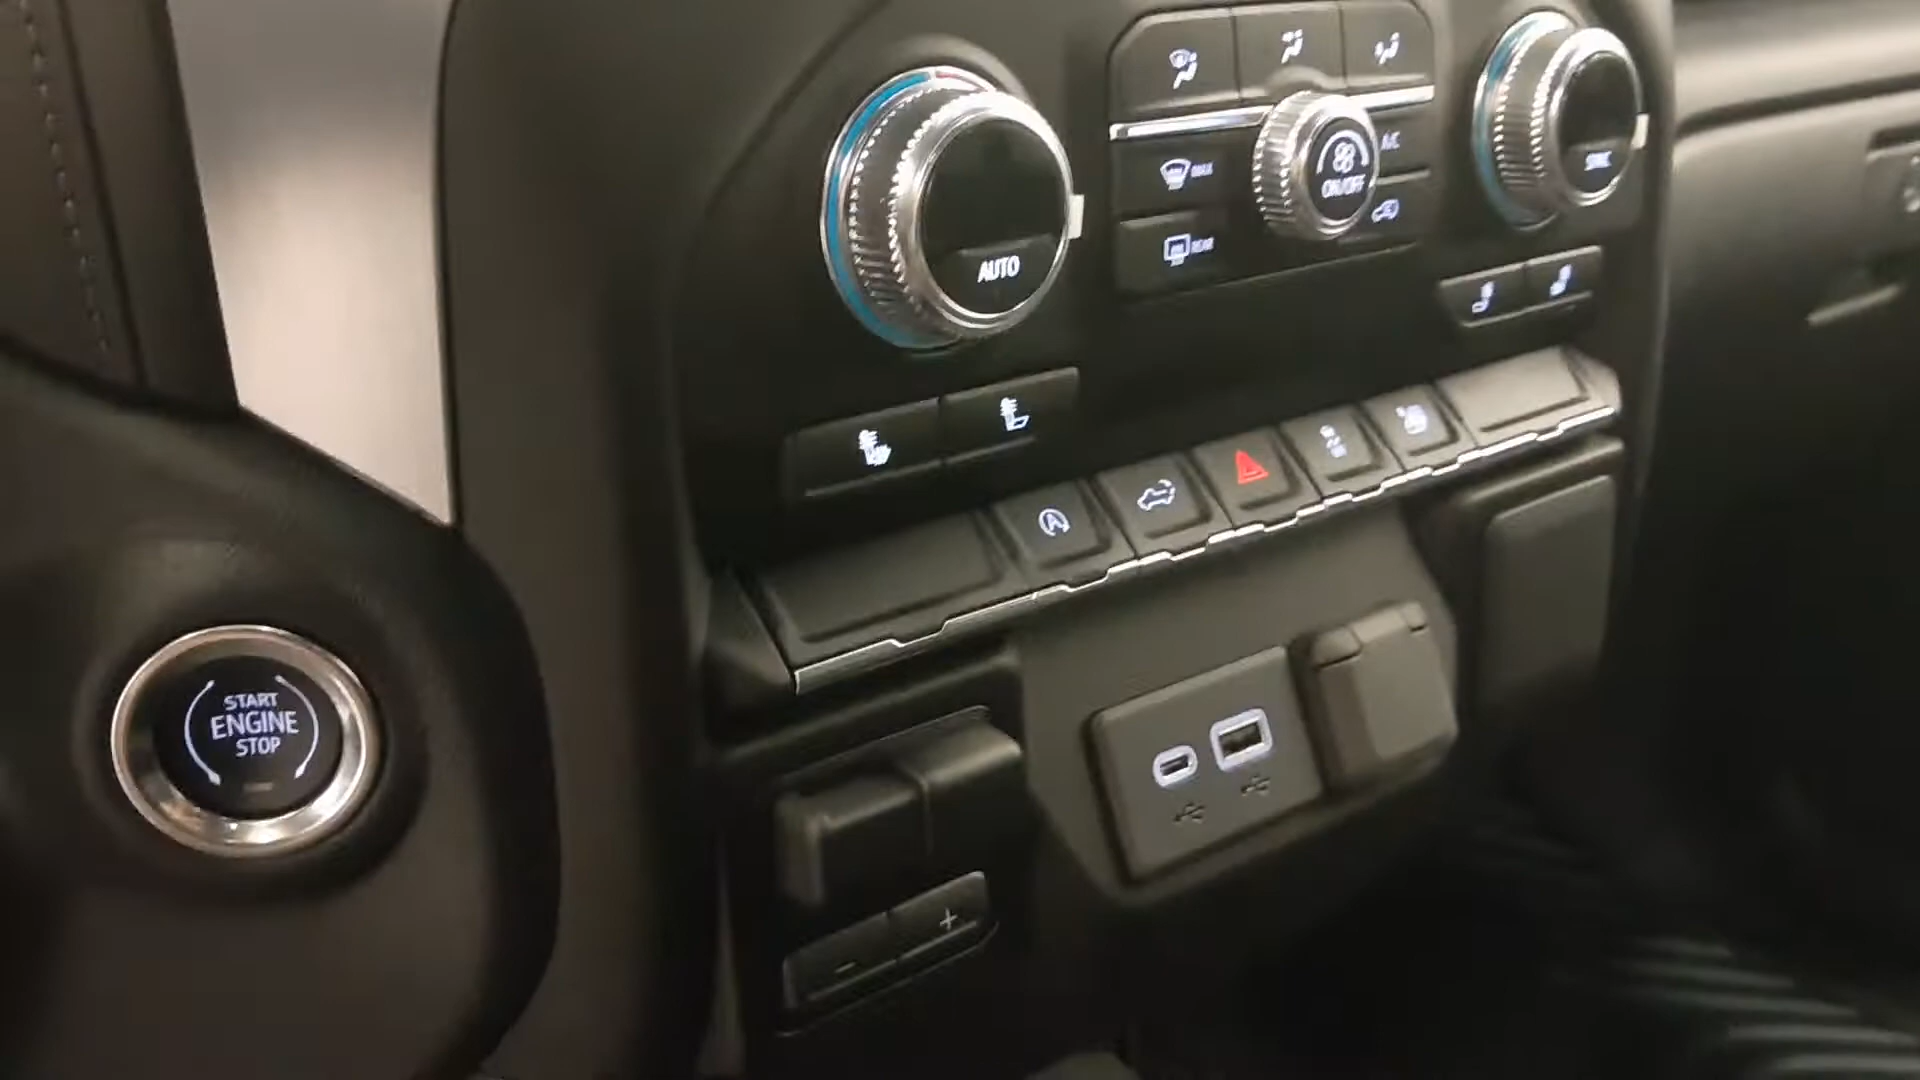 AUTO
MAX
REAR
A/C
ON/OFF
SYNC
A
START
ENGINE
STOP
+
-